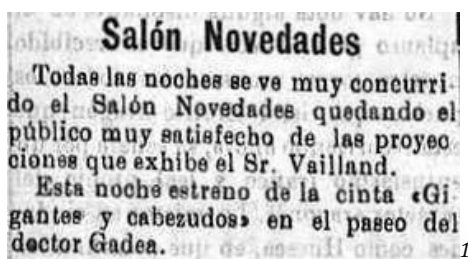 Salón Novedades
Todas las noches se ve muy concurri
do el Salón Novedades quedando el
público muy satisfecho de las proyec
ciones que exhibe el Sr. Vailland.
Esta noche estreno de la cinta «Gi
gantes y cabezudos» en el paseo del
doctor Gadea.
1